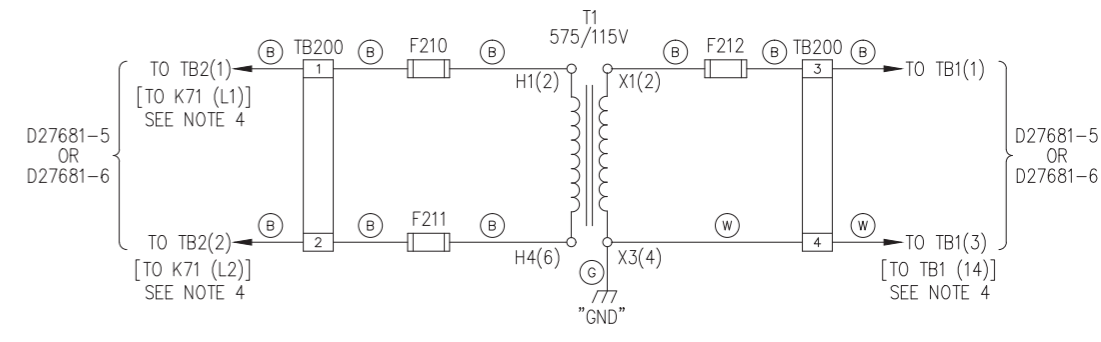 T1
575/115V
B TB200 B F210 B
B F212 B TB200 B
TO TB2(1) 1 H1(2) X1(2) 3 TO TB1(1)
[TO K71 (L1)]
SEE NOTE 4
D27681-5
OR
D27681-6
D27681-5
OR
D27681-6
B B F211 B W W
TO TB2(2) 2 H4(6) X3(4) 4 TO TB1(3)
[TO K71 (L2)]
SEE NOTE 4
G
"GND"
[TO TB1 (14)]
SEE NOTE 4